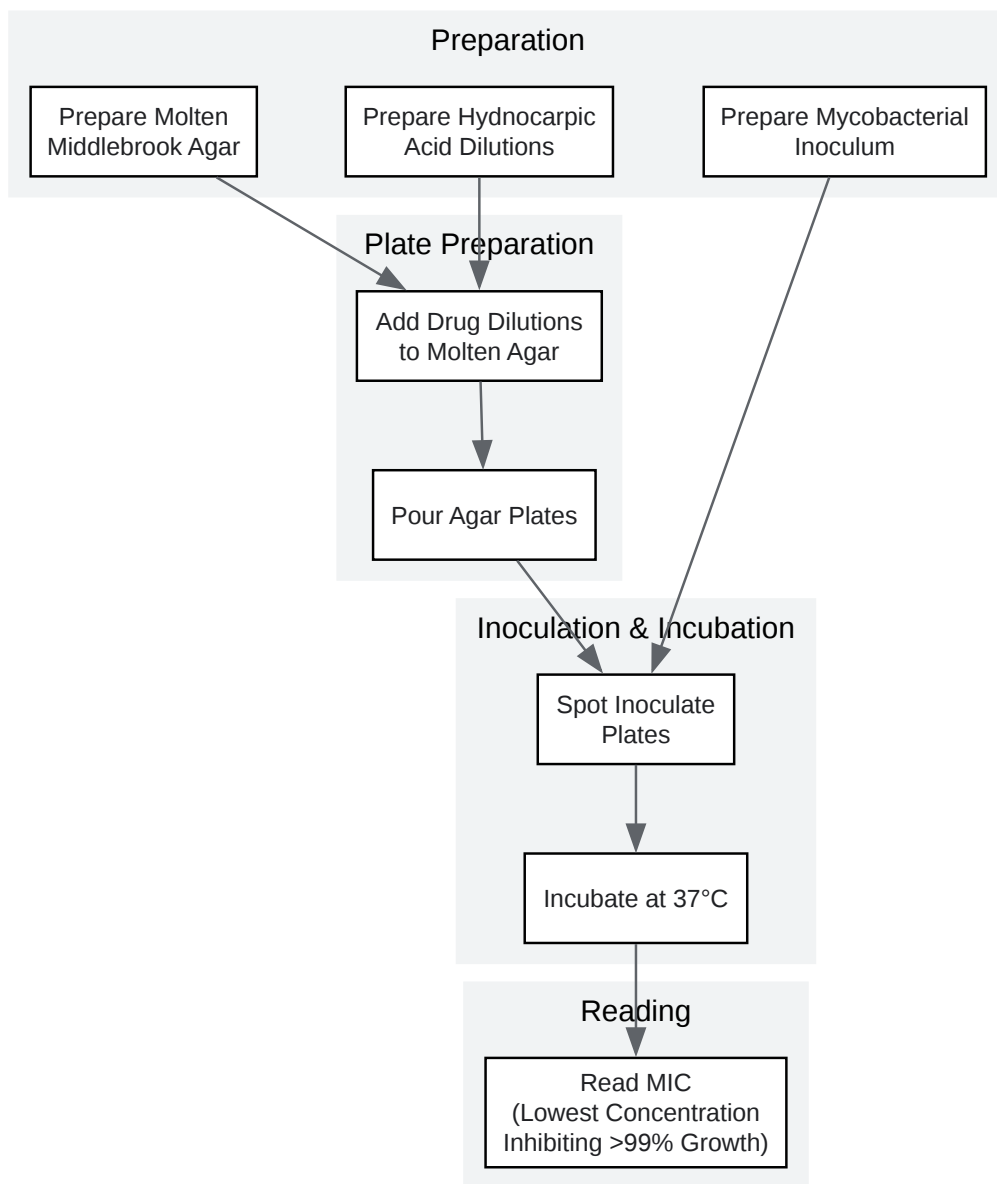 Preparation
Prepare Molten
Middlebrook Agar
Prepare Hydnocarpic
Acid Dilutions
Prepare Mycobacterial
Inoculum
Plate Preparation
Add Drug Dilutions
to Molten Agar
Pour Agar Plates
Inoculation & Incubation
Spot Inoculate
Plates
Incubate at 37°C
Reading
Read MIC
(Lowest Concentration
Inhibiting >99% Growth)